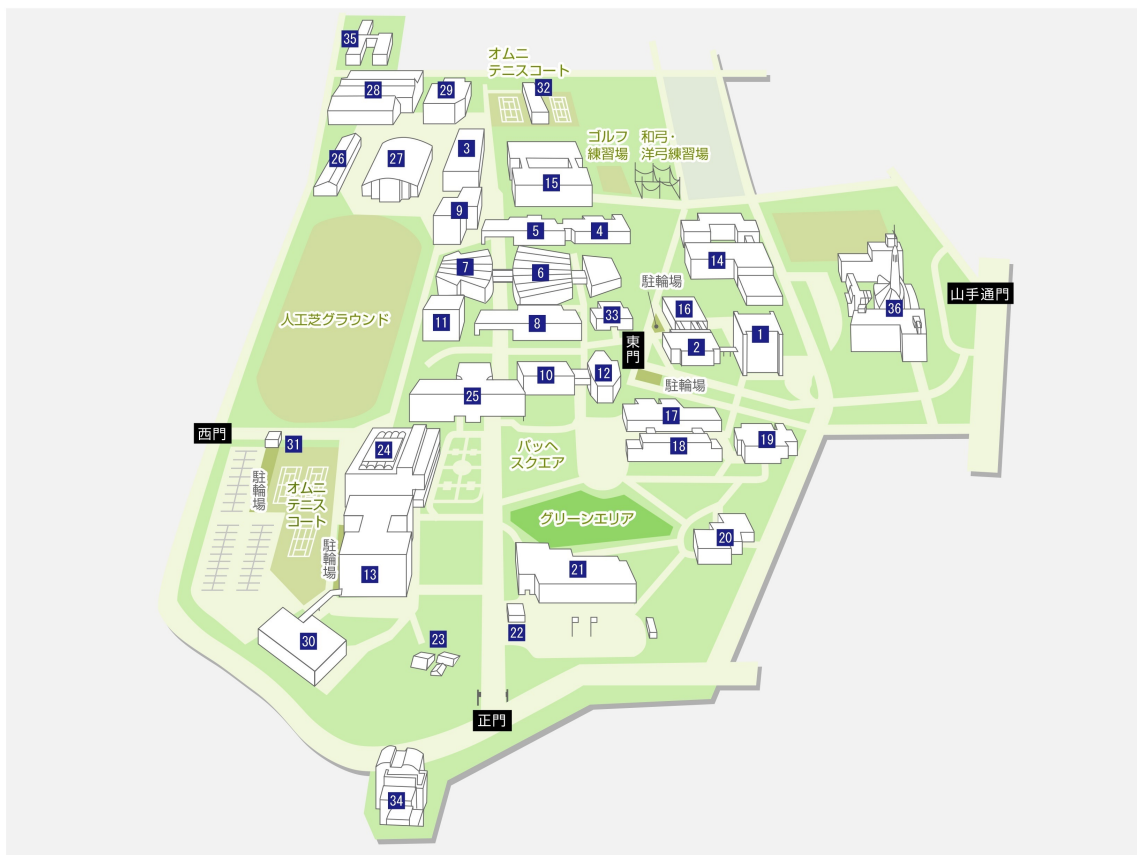 35
オムニ
テニスコート
28
29
32
26
27
3
ゴルフ
練習場
和弓・
洋弓練習場
15
9
5
4
7
6
14
駐輪場
山手通門
36
人工芝グラウンド
11
8
33
16
1
東
門
2
10
12
駐輪場
25
17
西門
31
24
パッヘ
スクエア
18
19
駐輪場
オムニ
テニス
コート
グリーンエリア
20
駐輪場
13
21
22
30
23
正門
34